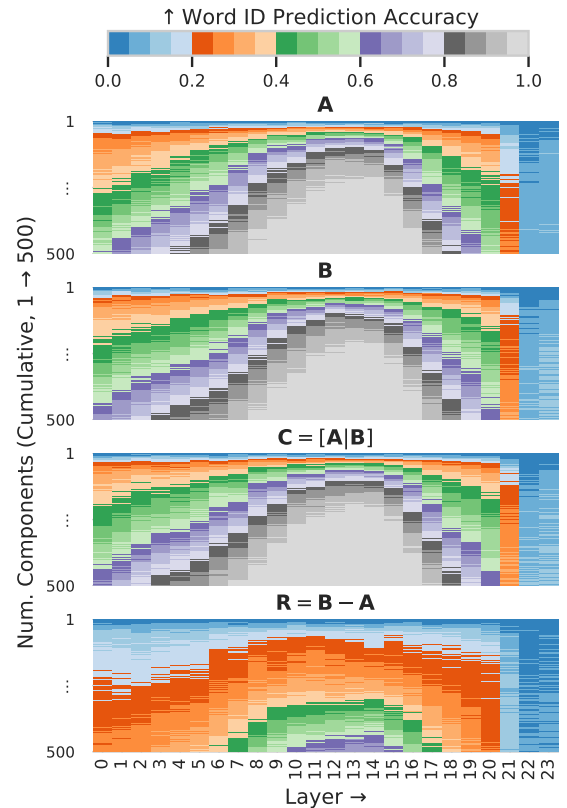 ↑ Word ID Prediction Accuracy
0.0 0.2 0.4 0.6 0.8 1.0
A
1
⋮
500
B
1
⋮
500
C = [A|B]
1
⋮
500
R = B − A
1
⋮
500
Num. Components (Cumulative, 1 → 500)
0 1 2 3 4 5 6 7 8 9 10 11 12 13 14 15 16 17 18 19 20 21 22 23
Layer →